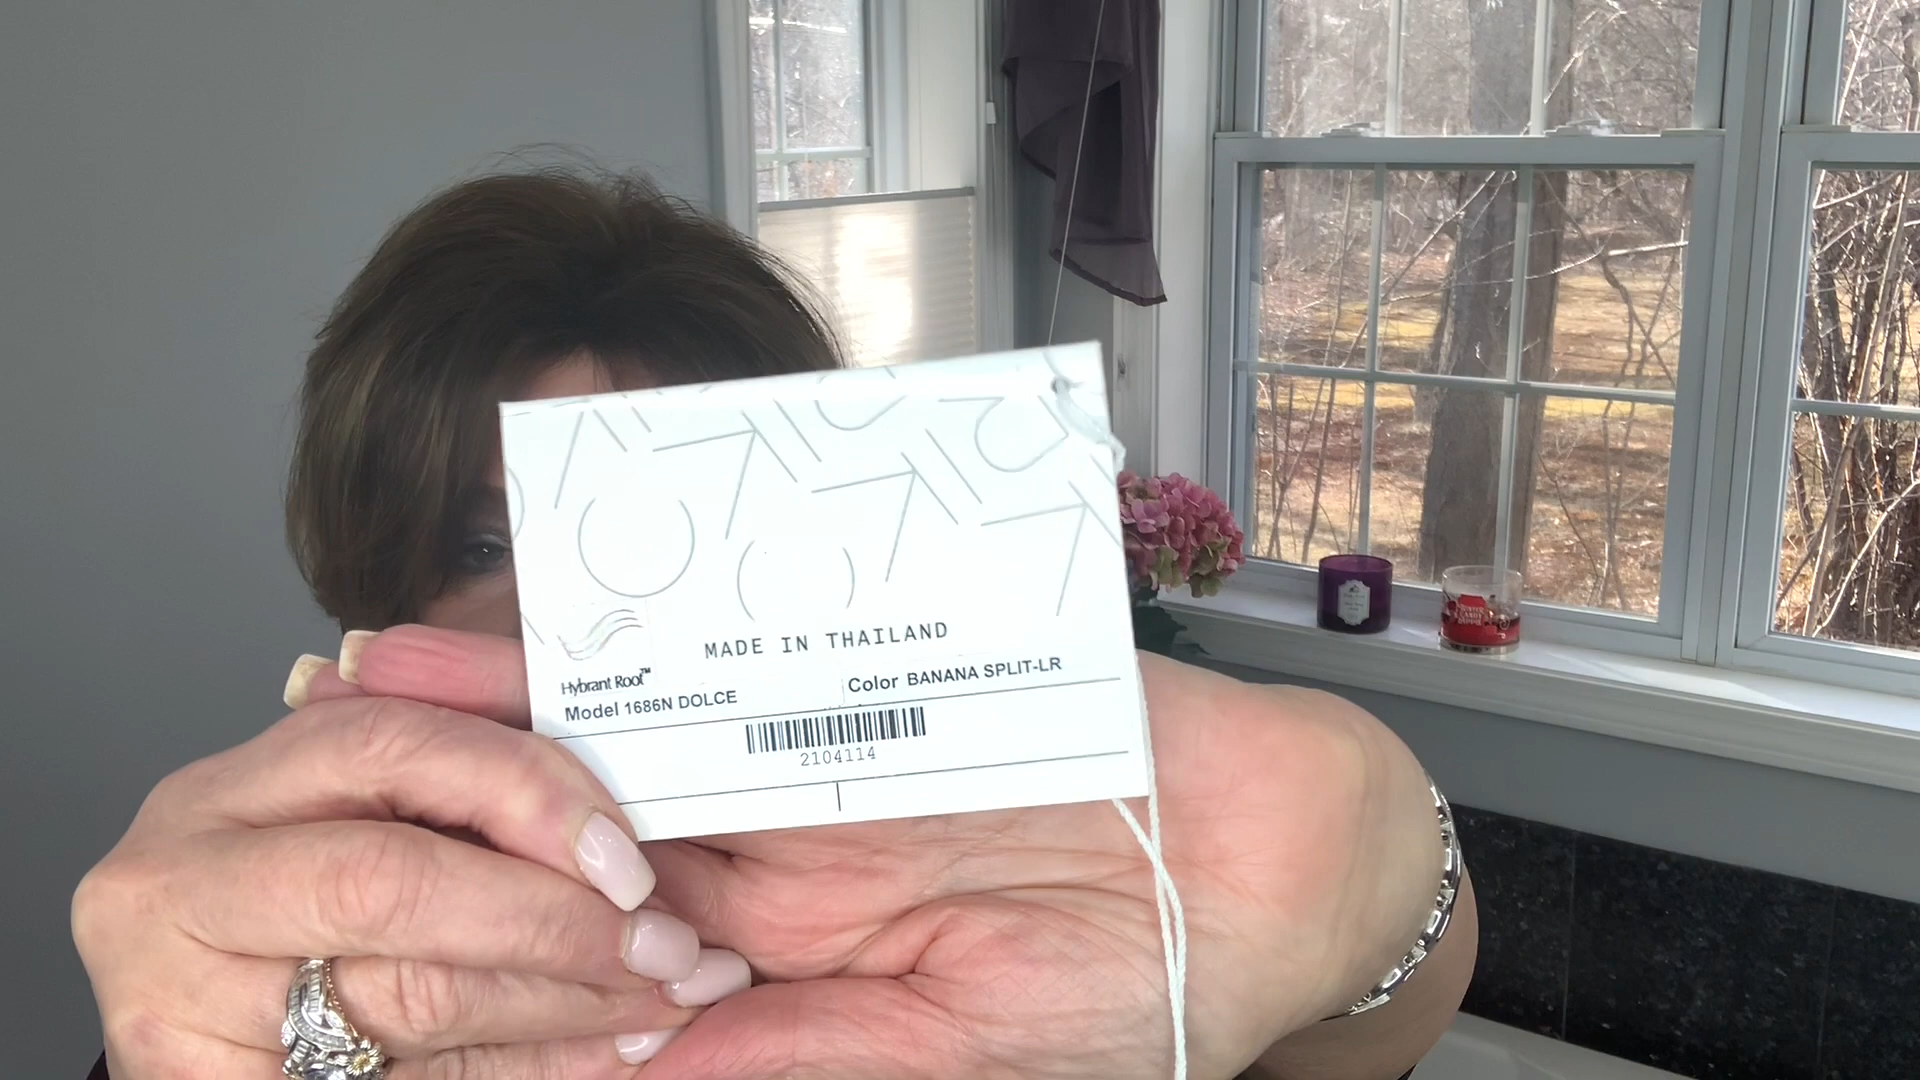 MADE IN THAILAND
Hybrant Root™
Model 1686N DOLCE
Color BANANA SPLIT-LR
2104114